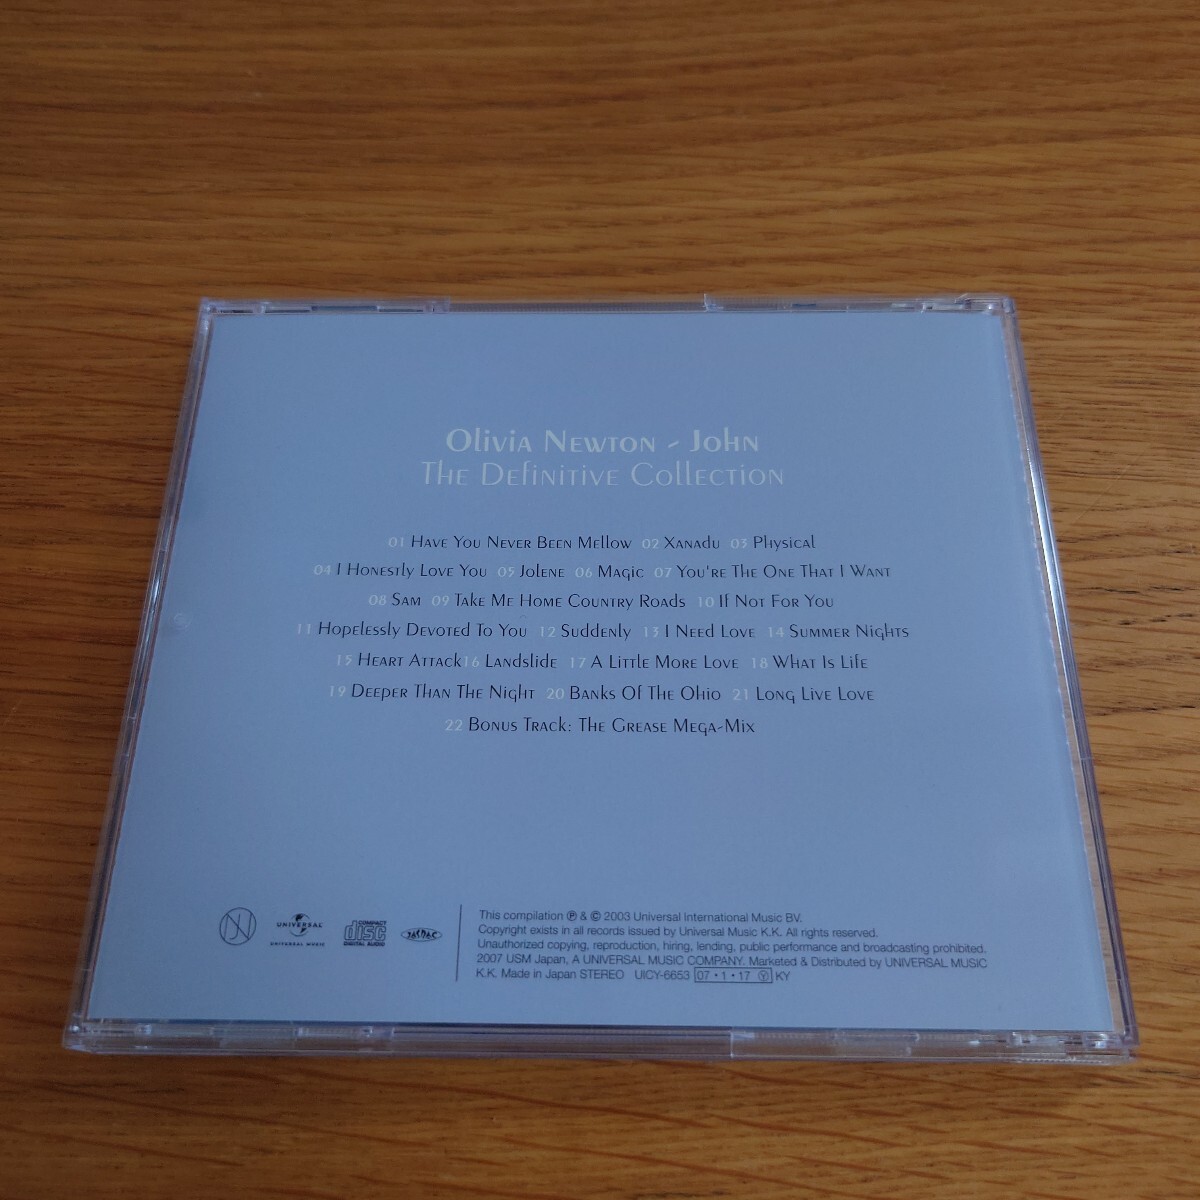 Olivia Newton - John
The Definitive Collection
01 Have You Never Been Mellow 02 Xanadu 03 Physical
04 I Honestly Love You 05 Jolene 06 Magic 07 You're The One That I Want
08 Sam 09 Take Me Home Country Roads 10 If Not For You
11 Hopelessly Devoted To You 12 Suddenly 13 I Need Love 14 Summer Nights
15 Heart Attack 16 Landslide 17 A Little More Love 18 What Is Life
19 Deeper Than The Night 20 Banks Of The Ohio 21 Long Live Love
22 Bonus Track: The Grease Mega-Mix
UNIVERSAL
UNIVERSAL MUSIC
COMPACT
disc
DIGITAL AUDIO
JASRAC
This compilation ℗ & © 2003 Universal International Music BV.
Copyright exists in all records issued by Universal Music K.K. All rights reserved.
Unauthorized copying, reproduction, hiring, lending, public performance and broadcasting prohibited.
2007 USM Japan, A UNIVERSAL MUSIC COMPANY. Marketed & Distributed by UNIVERSAL MUSIC
K.K. Made in Japan STEREO UICY-6653 07・1・17 Ⓨ KY